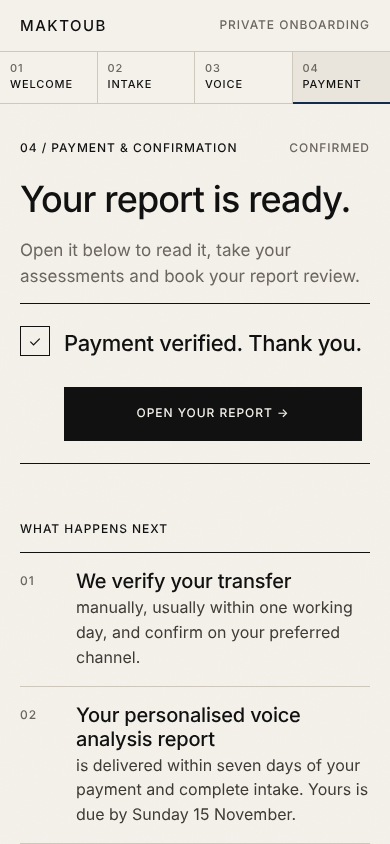 MAKTOUB
PRIVATE ONBOARDING
01
WELCOME
02
INTAKE
03
VOICE
04
PAYMENT
04 / PAYMENT & CONFIRMATION
CONFIRMED
Your report is ready.
Open it below to read it, take your
assessments and book your report review.
✓
Payment verified. Thank you.
OPEN YOUR REPORT →
WHAT HAPPENS NEXT
01
We verify your transfer
manually, usually within one working
day, and confirm on your preferred
channel.
02
Your personalised voice
analysis report
is delivered within seven days of your
payment and complete intake. Yours is
due by Sunday 15 November.